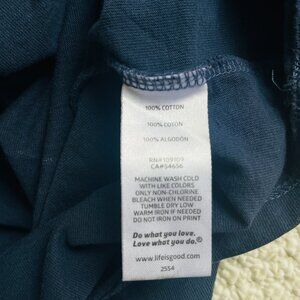 100% COTTON
100% COTON
100% ALGODÓN
RN#109109
CA#54656
MACHINE WASH COLD
WITH LIKE COLORS
ONLY NON-CHLORINE
BLEACH WHEN NEEDED
TUMBLE DRY LOW
WARM IRON IF NEEDED
DO NOT IRON ON PRINT
Do what you love.
Love what you do.®
www.lifeisgood.com
2554